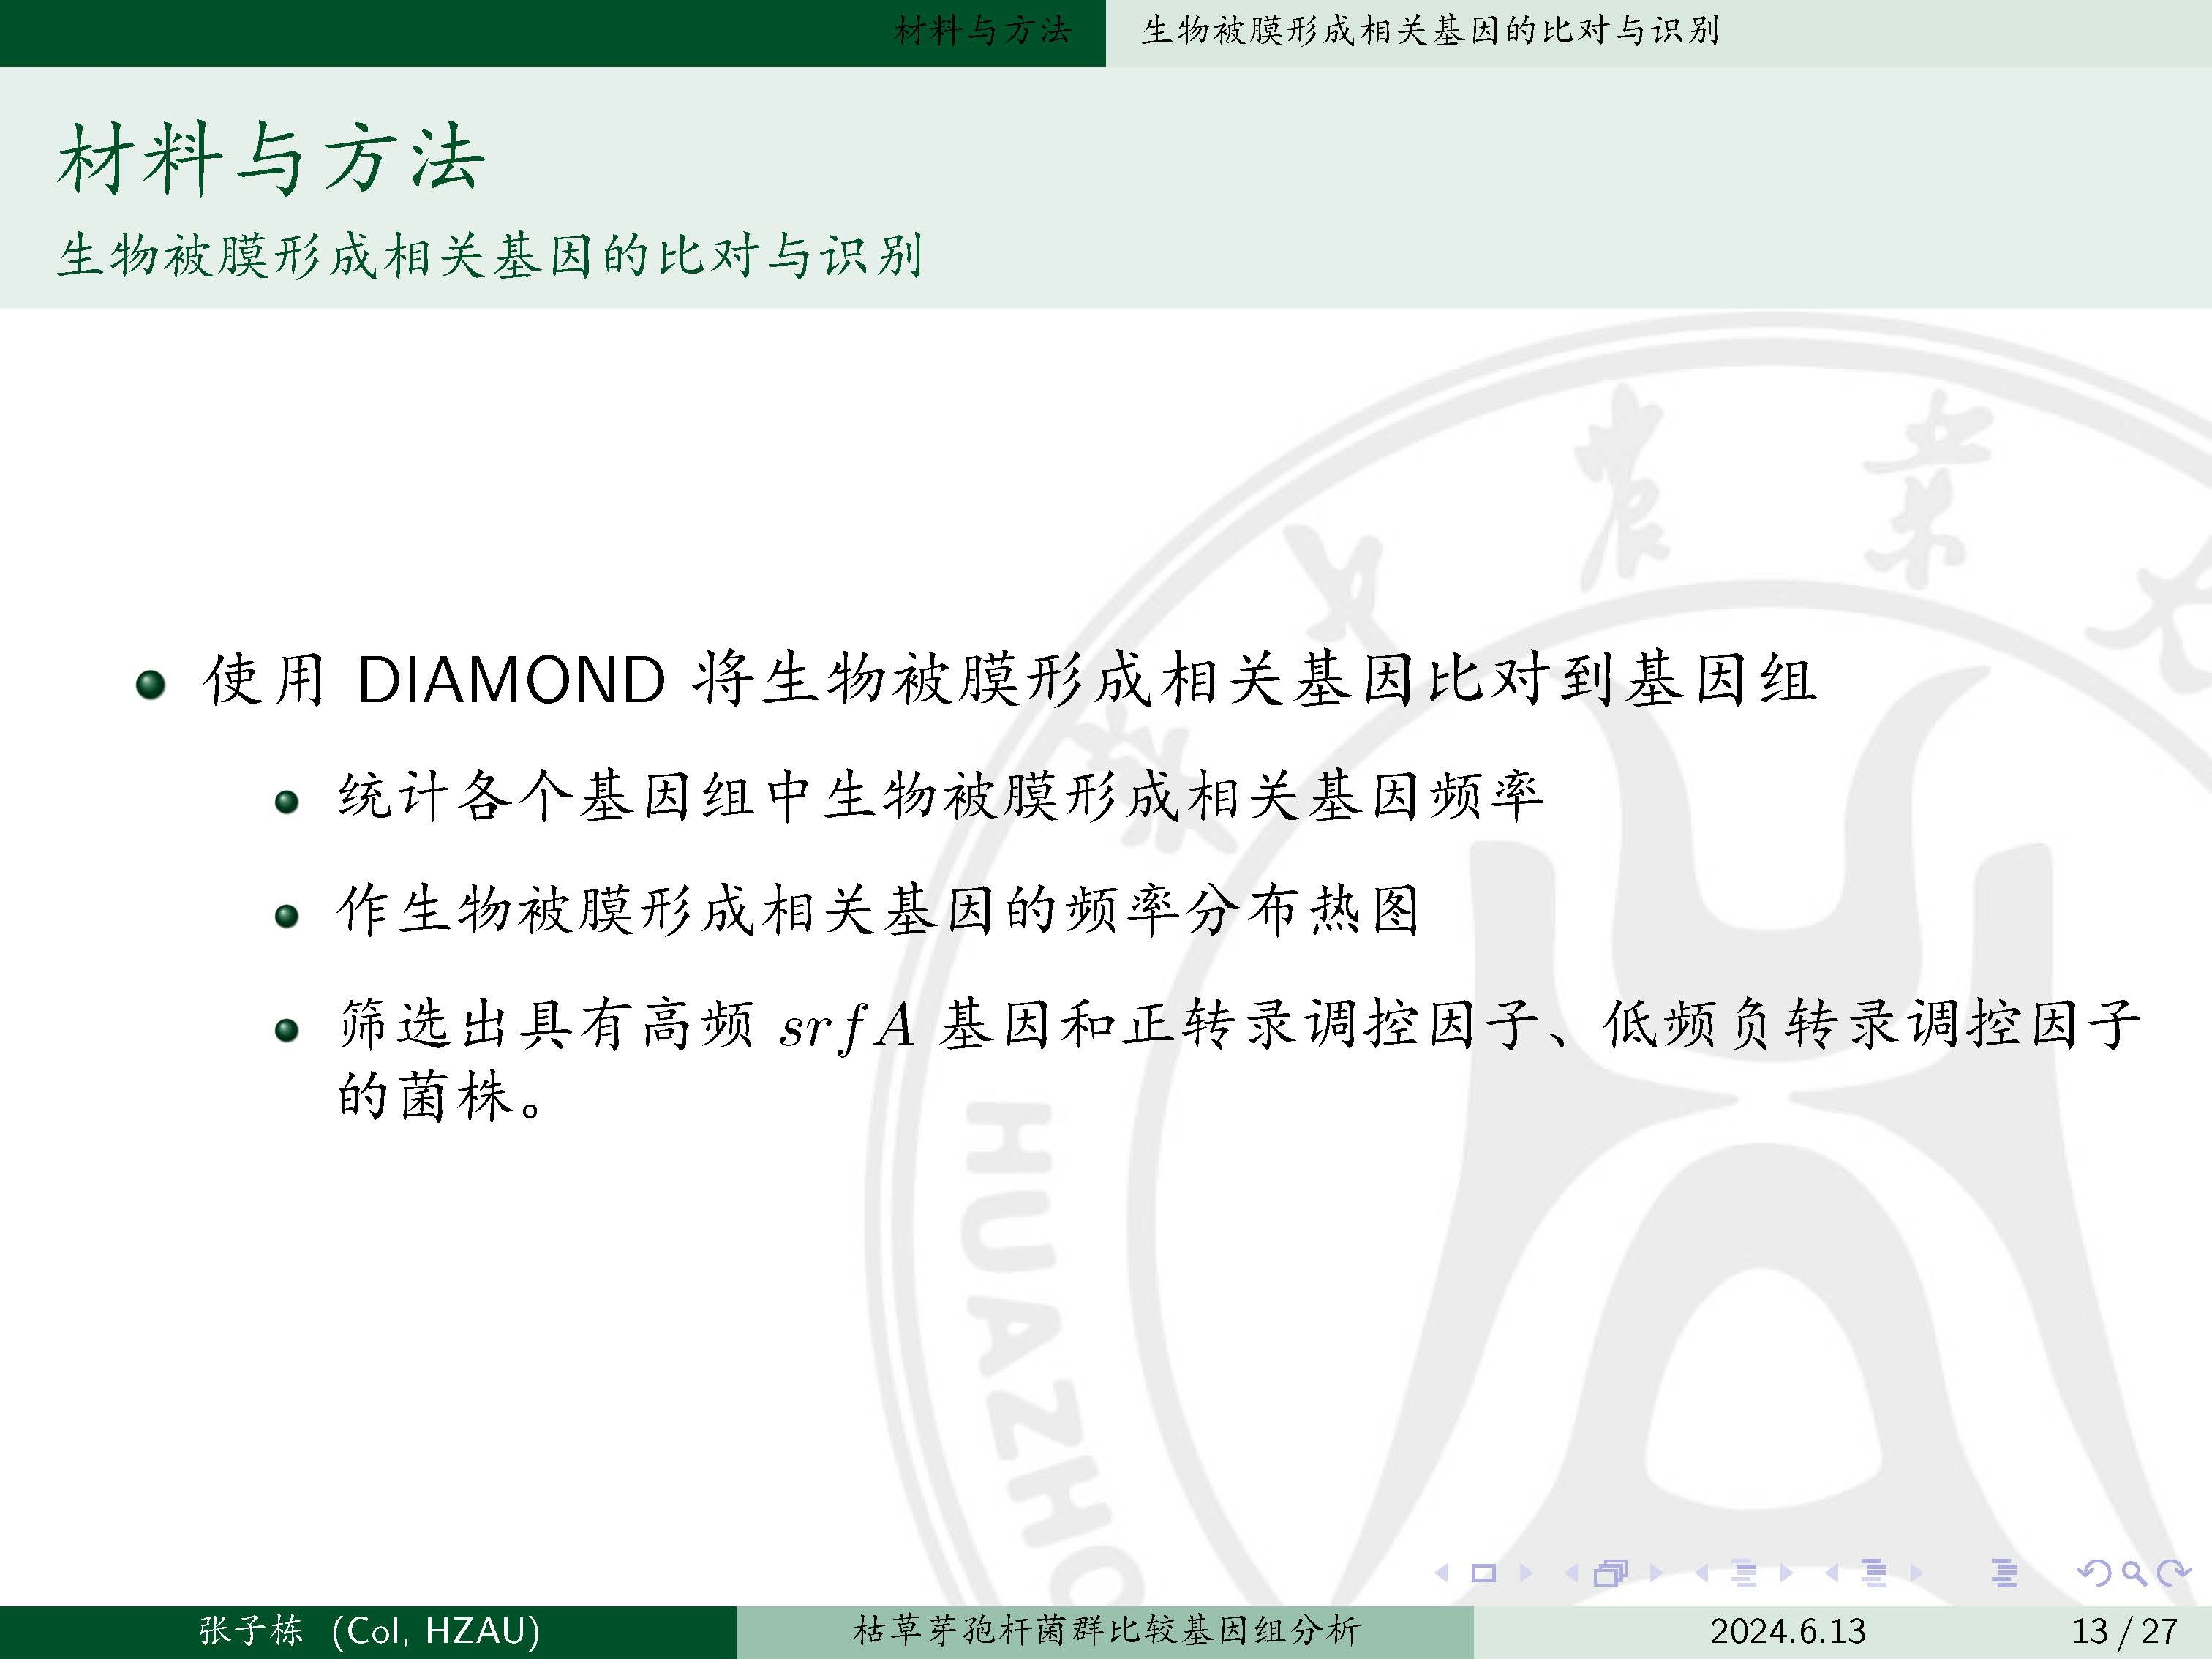 材料与方法 生物被膜形成相关基因的比对与识别
材料与方法
生物被膜形成相关基因的比对与识别
使用 DIAMOND 将生物被膜形成相关基因比对到基因组
统计各个基因组中生物被膜形成相关基因频率
作生物被膜形成相关基因的频率分布热图
筛选出具有高频 srfA 基因和正转录调控因子、低频负转录调控因子
的菌株。
HUAZHO
张子栋 (CoI, HZAU) 枯草芽孢杆菌群比较基因组分析 2024.6.13 13 / 27